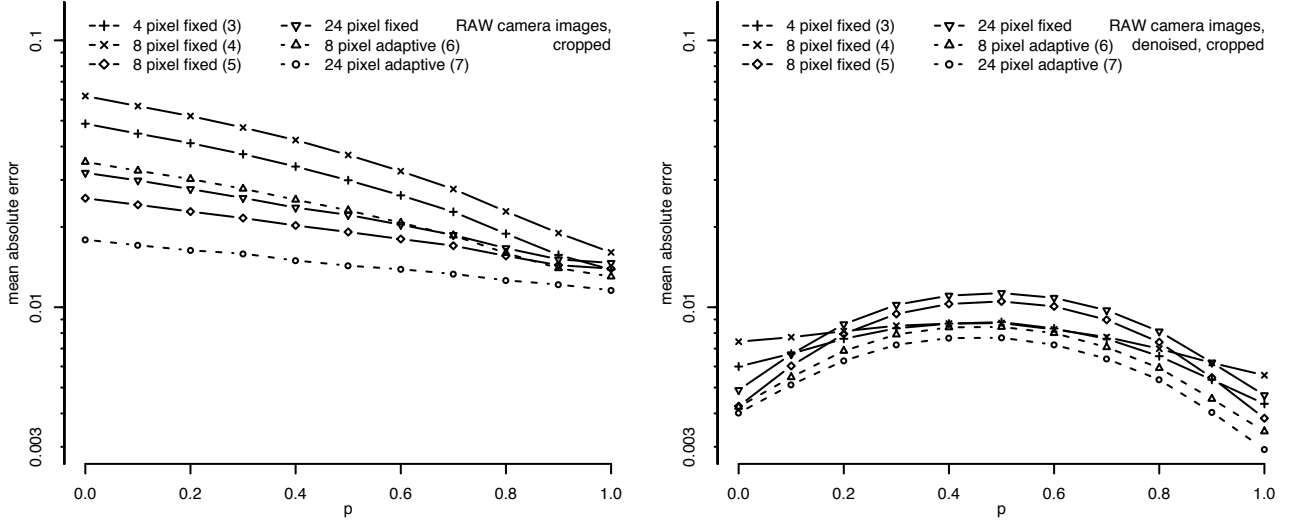 4 pixel fixed (3)
8 pixel fixed (4)
8 pixel fixed (5)
24 pixel fixed
8 pixel adaptive (6)
24 pixel adaptive (7)
RAW camera images,
cropped
mean absolute error
0.1
0.01
0.003
0.0 0.2 0.4 0.6 0.8 1.0
p
4 pixel fixed (3)
8 pixel fixed (4)
8 pixel fixed (5)
24 pixel fixed
8 pixel adaptive (6)
24 pixel adaptive (7)
RAW camera images,
denoised, cropped
mean absolute error
0.1
0.01
0.003
0.0 0.2 0.4 0.6 0.8 1.0
p